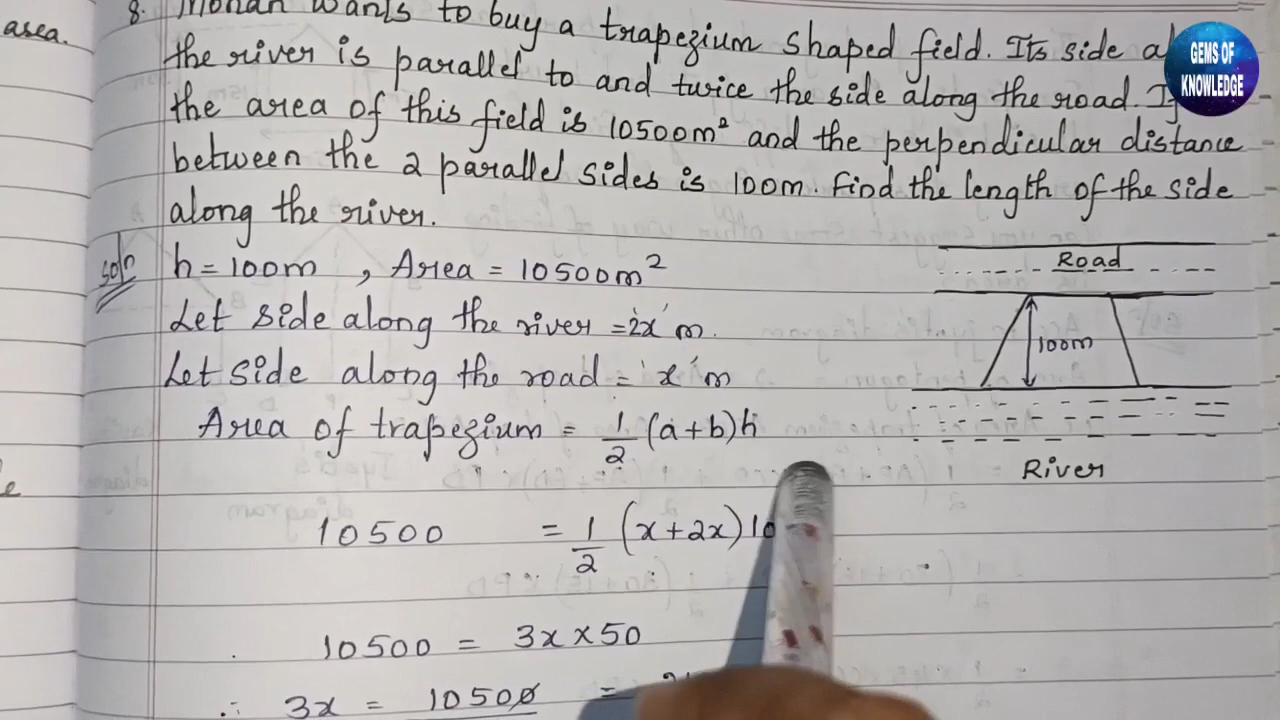 asea.
8. Mohan wants to buy a trapezium shaped field. Its side
the river is parallel to and twice the side along the road. If
the area of this field is 10500m² and the perpendicular distance
between the 2 parallel sides is 100m. Find the length of the side
along the river.
Soln
h = 100m , Area = 10500m²
Let side along the river = 2x m.
Let side along the road = x m
Area of trapezium = 1/2 (a+b)h
10500 = 1/2 (x+2x)10
10500 = 3x × 50
∴ 3x = 10500 =
Road
100m
River
GEMS OF
KNOWLEDGE